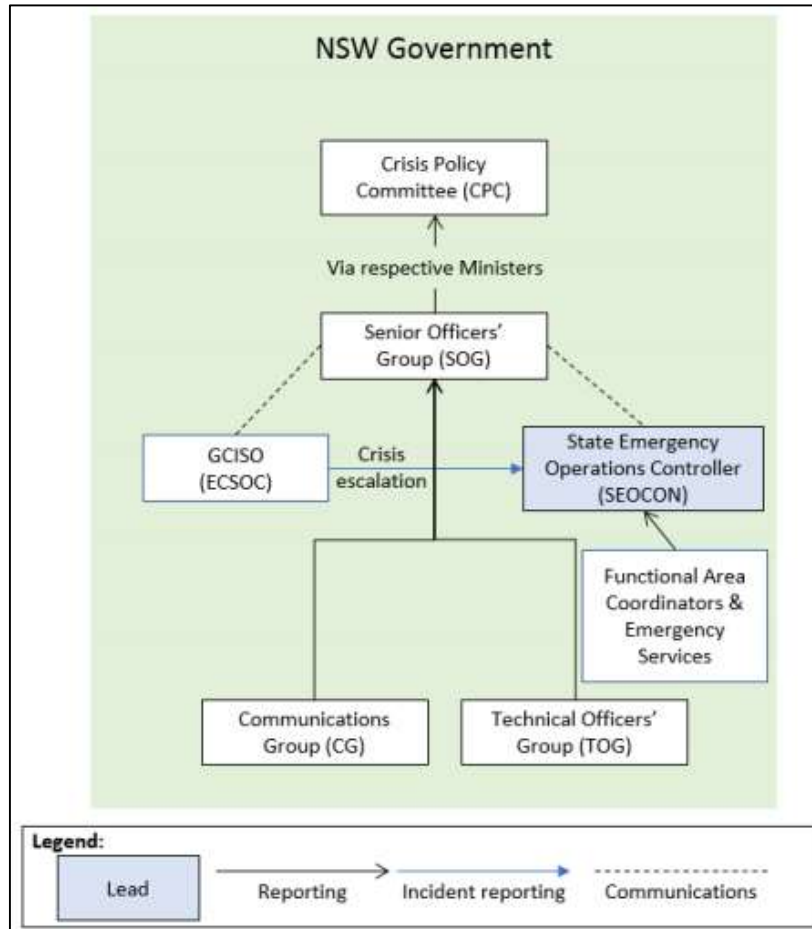 NSW Government
Crisis Policy
Committee (CPC)
Via respective Ministers
Senior Officers’
Group (SOG)
GCISO
(ECSOC)
Crisis
escalation
State Emergency
Operations Controller
(SEOCON)
Functional Area
Coordinators &
Emergency
Services
Communications
Group (CG)
Technical Officers’
Group (TOG)
Legend:
Lead
Reporting
Incident reporting
Communications